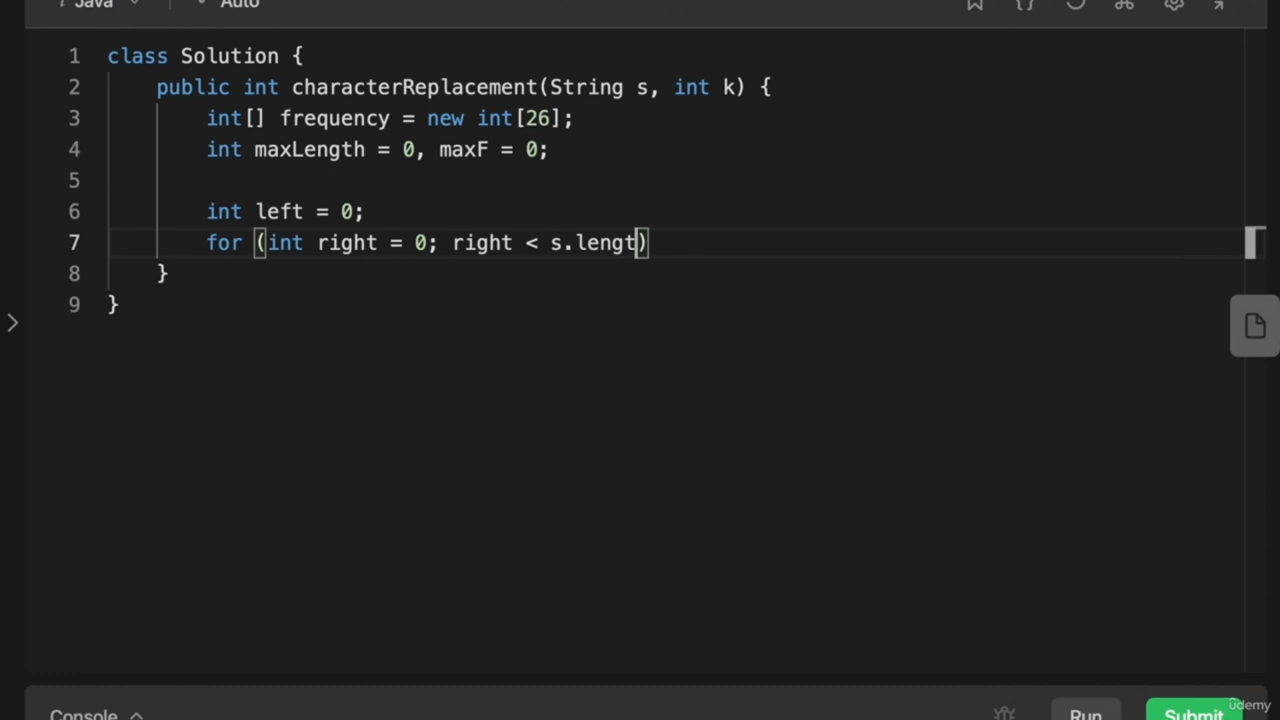 Java Auto
1 class Solution {
2 public int characterReplacement(String s, int k) {
3 int[] frequency = new int[26];
4 int maxLength = 0, maxF = 0;
5
6 int left = 0;
7 for (int right = 0; right < s.lengt)
8 }
9 }
Console Run Submit
udemy